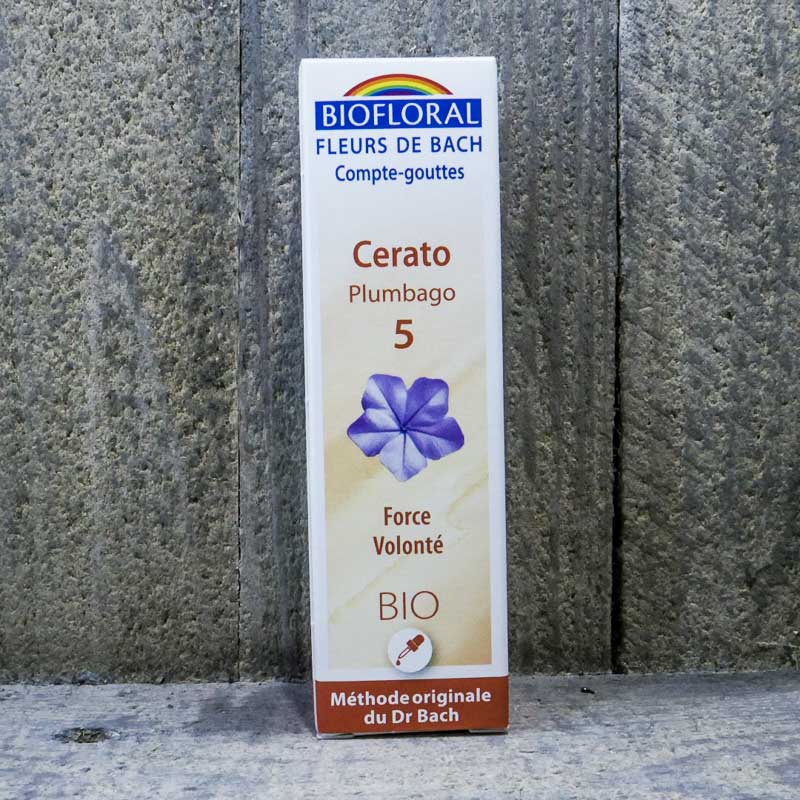 BIOFLORAL
FLEURS DE BACH
Compte-gouttes
Cerato
Plumbago
5
Force
Volonté
BIO
Méthode originale
du Dr Bach